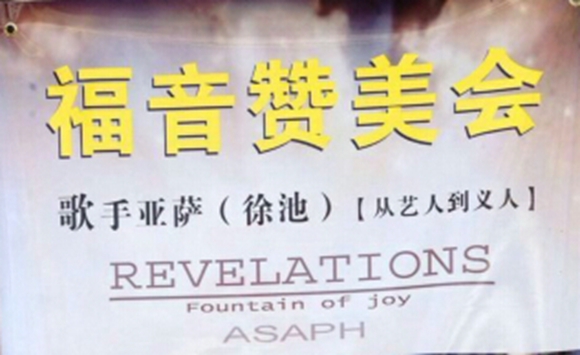 福音赞美会
歌手亚萨（徐池）【从艺人到义人】
REVELATIONS
Fountain of joy
ASAPH